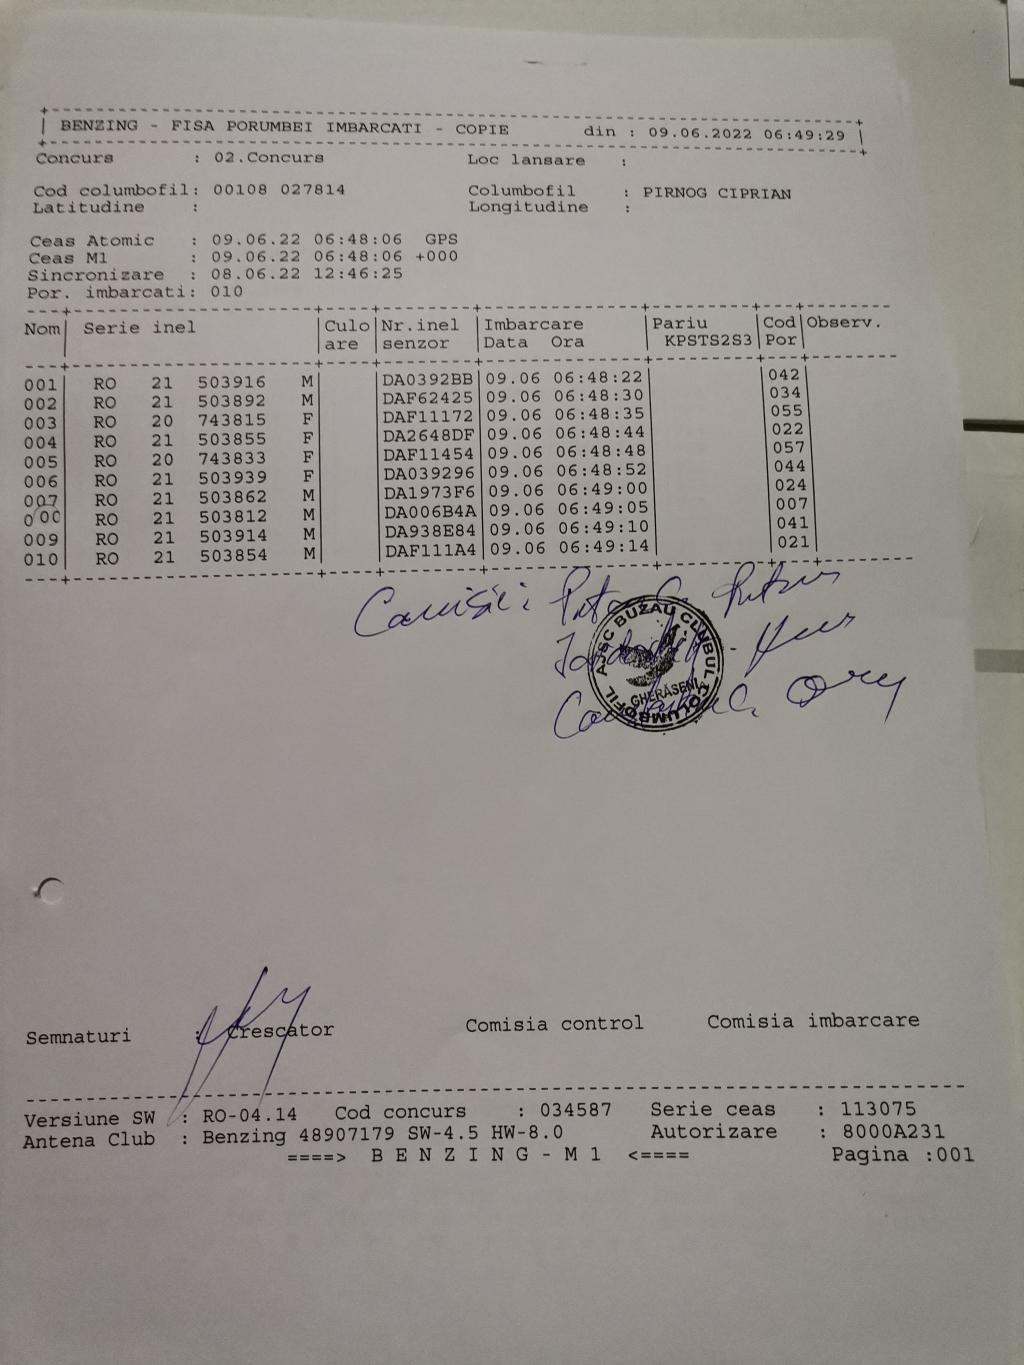 BENZING - FISA PORUMBEI IMBARCATI - COPIE din : 09.06.2022 06:49:29
Concurs : 02.Concurs Loc lansare :
Cod columbofil: 00108 027814 Columbofil : PIRNOG CIPRIAN
Latitudine : Longitudine :
Ceas Atomic : 09.06.22 06:48:06 GPS
Ceas M1 : 09.06.22 06:48:06 +000
Sincronizare : 08.06.22 12:46:25
Por. imbarcati: 010
Nom Serie inel Culo Nr.inel Imbarcare Pariu Cod Observ.
are senzor Data Ora KPSTS2S3 Por
001 RO 21 503916 M DA0392BB 09.06 06:48:22 042
002 RO 21 503892 M DAF62425 09.06 06:48:30 034
003 RO 20 743815 F DAF11172 09.06 06:48:35 055
004 RO 21 503855 F DA2648DF 09.06 06:48:44 022
005 RO 20 743833 F DAF11454 09.06 06:48:48 057
006 RO 21 503939 F DA039296 09.06 06:48:52 044
007 RO 21 503862 M DA1973F6 09.06 06:49:00 024
RO 21 503812 M DA006B4A 09.06 06:49:05 007
009 RO 21 503914 M DA938E84 09.06 06:49:10 041
010 RO 21 503854 M DAF111A4 09.06 06:49:14 021
AJSC BUZAU CLUBUL COLUMBOFIL
GHERĂSENI
Semnaturi : Crescator Comisia control Comisia imbarcare
Versiune SW : RO-04.14 Cod concurs : 034587 Serie ceas : 113075
Antena Club : Benzing 48907179 SW-4.5 HW-8.0 Autorizare : 8000A231
====> B E N Z I N G - M 1 <==== Pagina :001